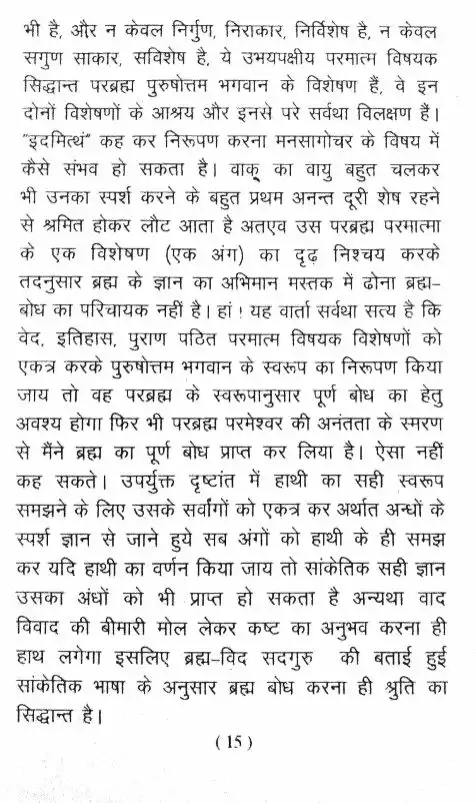 भी है, और न केवल निर्गुण, निराकार, निर्विशेष है, न केवल
सगुण साकार, सविशेष है, ये उभयपक्षीय परमात्म विषयक
सिद्धान्त परब्रह्म पुरुषोत्तम भगवान के विशेषण हैं, वे इन
दोनों विशेषणों के आश्रय और इनसे परे सर्वथा विलक्षण हैं।
"इदमित्थं" कह कर निरूपण करना मनसागोचर के विषय में
कैसे संभव हो सकता है। वाक् का वायु बहुत चलकर
भी उनका स्पर्श करने के बहुत प्रथम अनन्त दूरी शेष रहने
से श्रमित होकर लौट आता है अतएव उस परब्रह्म परमात्मा
के एक विशेषण (एक अंग) का दृढ़ निश्चय करके
तदनुसार ब्रह्म के ज्ञान का अभिमान मस्तक में ढोना ब्रह्म–
बोध का परिचायक नहीं है। हां ! यह वार्ता सर्वथा सत्य है कि
वेद, इतिहास, पुराण पठित परमात्म विषयक विशेषणों को
एकत्र करके पुरुषोत्तम भगवान के स्वरूप का निरूपण किया
जाय तो वह परब्रह्म के स्वरूपानुसार पूर्ण बोध का हेतु
अवश्य होगा फिर भी परब्रह्म परमेश्वर की अनंतता के स्मरण
से मैंने ब्रह्म का पूर्ण बोध प्राप्त कर लिया है। ऐसा नहीं
कह सकते। उपर्युक्त दृष्टांत में हाथी का सही स्वरूप
समझने के लिए उसके सर्वांगों को एकत्र कर अर्थात अन्धों के
स्पर्श ज्ञान से जाने हुये सब अंगों को हाथी के ही समझ
कर यदि हाथी का वर्णन किया जाय तो सांकेतिक सही ज्ञान
उसका अंधों को भी प्राप्त हो सकता है अन्यथा वाद
विवाद की बीमारी मोल लेकर कष्ट का अनुभव करना ही
हाथ लगेगा इसलिए ब्रह्म–विद सदगुरु की बताई हुई
सांकेतिक भाषा के अनुसार ब्रह्म बोध करना ही श्रुति का
सिद्धान्त है।
( 15 )